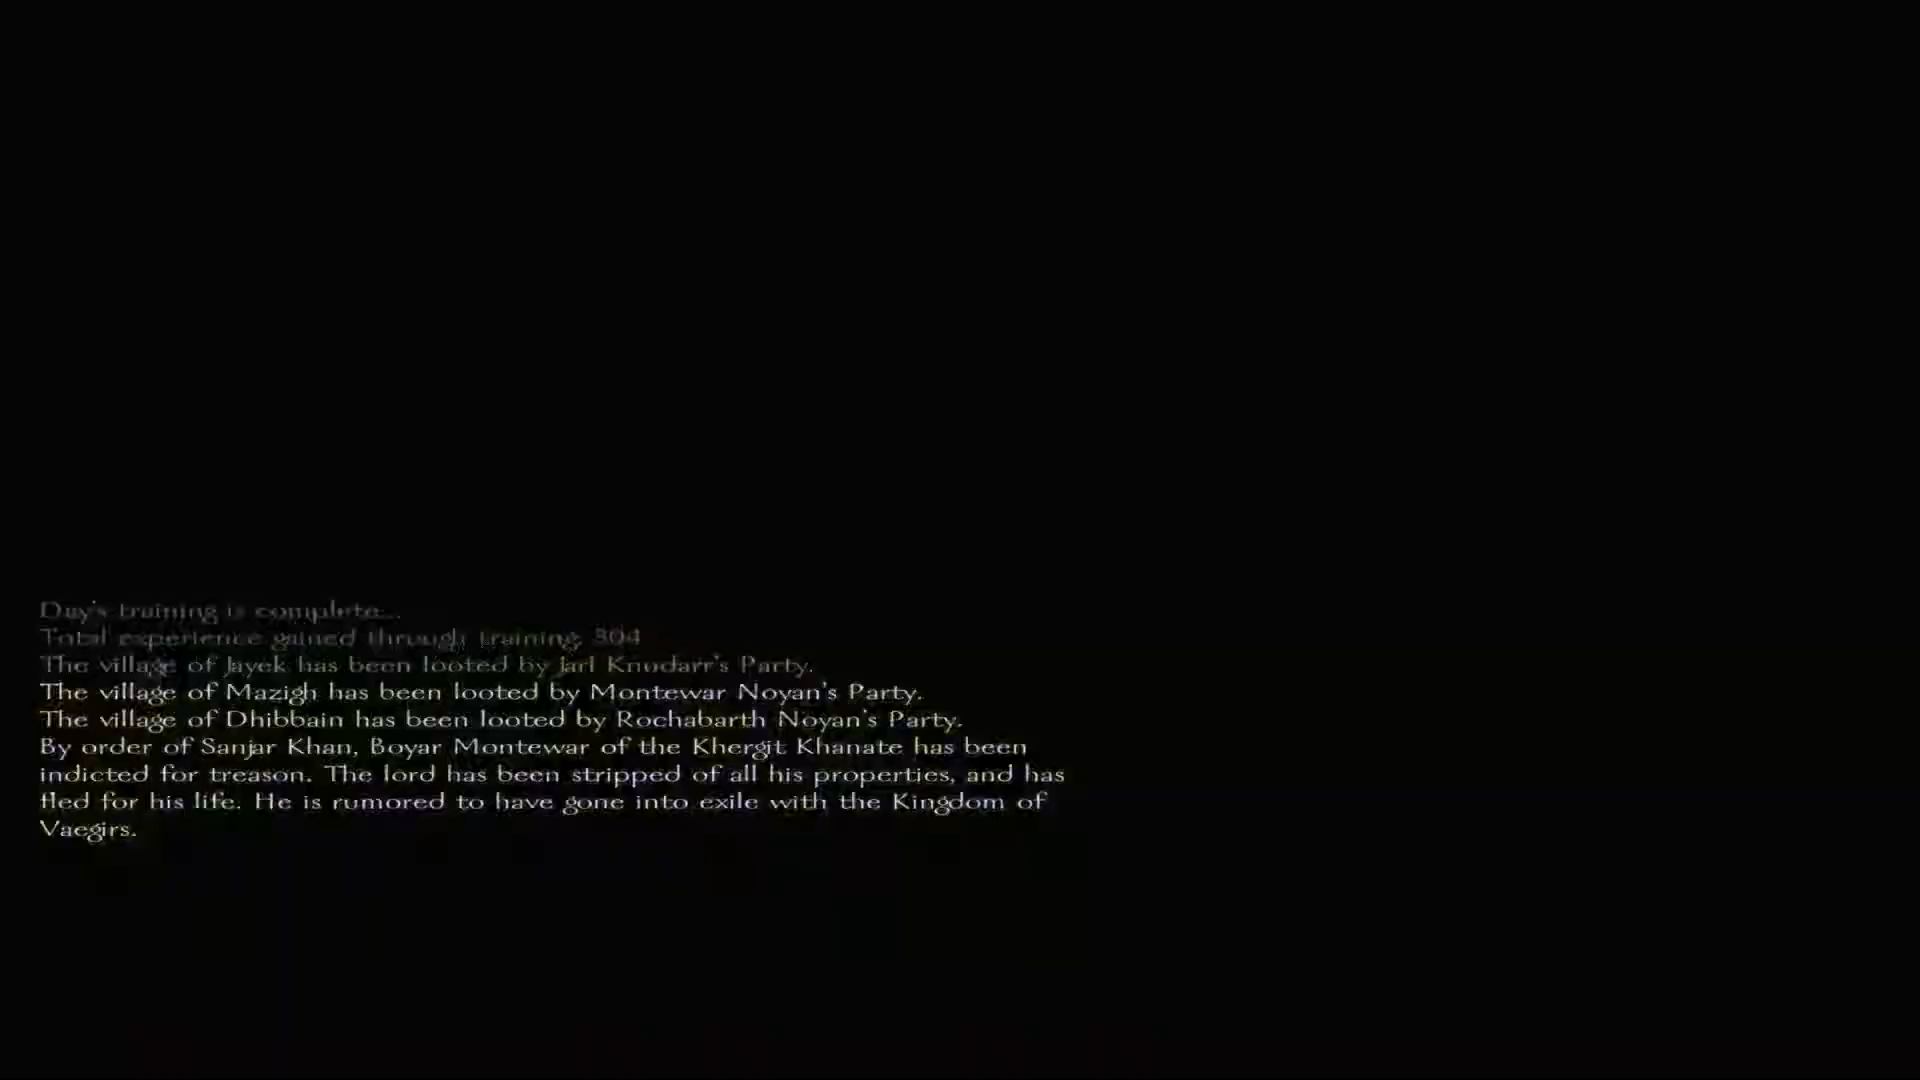 Day's training is complete...
Total experience gained through training: 304
The village of Jayek has been looted by Jarl Knudarr's Party.
The village of Mazigh has been looted by Montewar Noyan's Party.
The village of Dhibbain has been looted by Rochabarth Noyan's Party.
By order of Sanjar Khan, Boyar Montewar of the Khergit Khanate has been
indicted for treason. The lord has been stripped of all his properties, and has
fled for his life. He is rumored to have gone into exile with the Kingdom of
Vaegirs.